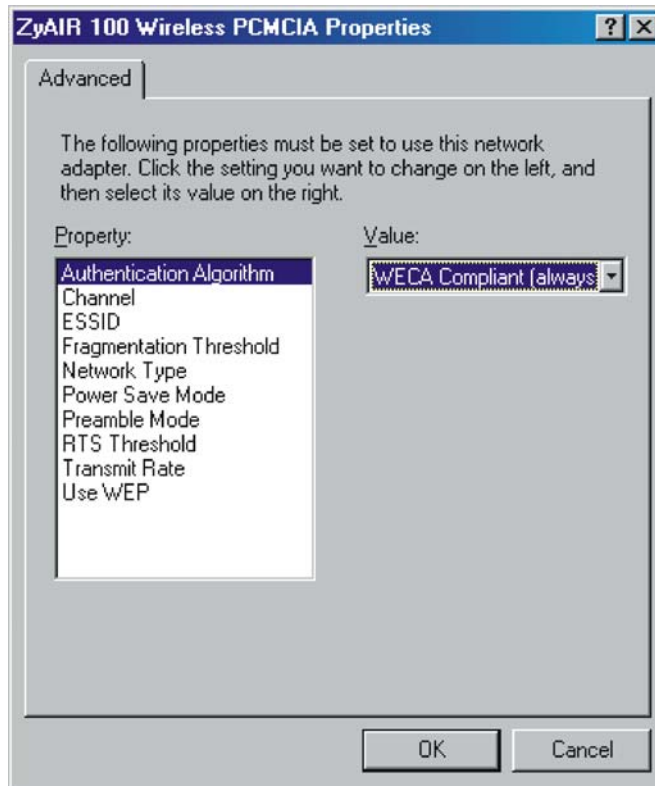 ZyAIR 100 Wireless PCMCIA Properties
Advanced
The following properties must be set to use this network
adapter. Click the setting you want to change on the left, and
then select its value on the right.
Property:
Value:
Authentication Algorithm
WECA Compliant (always
Channel
ESSID
Fragmentation Threshold
Network Type
Power Save Mode
Preamble Mode
RTS Threshold
Transmit Rate
Use WEP
OK
Cancel